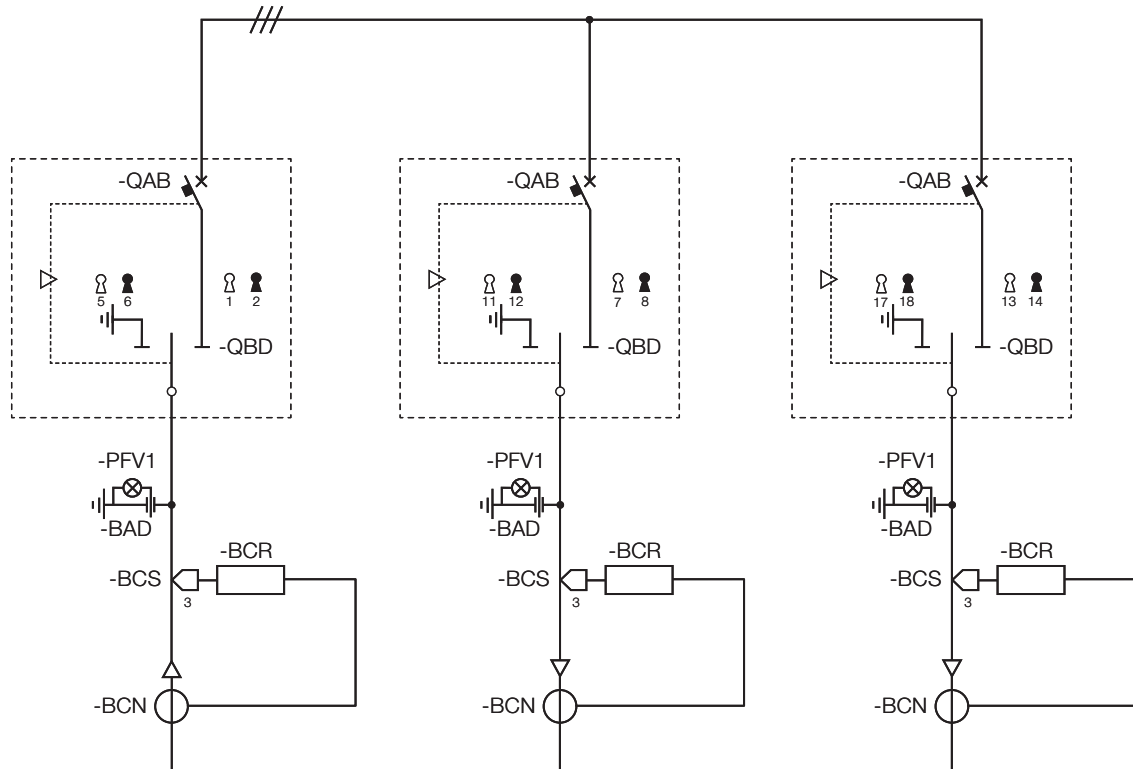 -QAB
-QAB
-QAB
5 6 1 2
11 12 7 8
17 18 13 14
-QBD
-QBD
-QBD
-PFV1
-PFV1
-PFV1
-BAD
-BAD
-BAD
-BCR
-BCR
-BCR
-BCS
-BCS
-BCS
3
3
3
-BCN
-BCN
-BCN